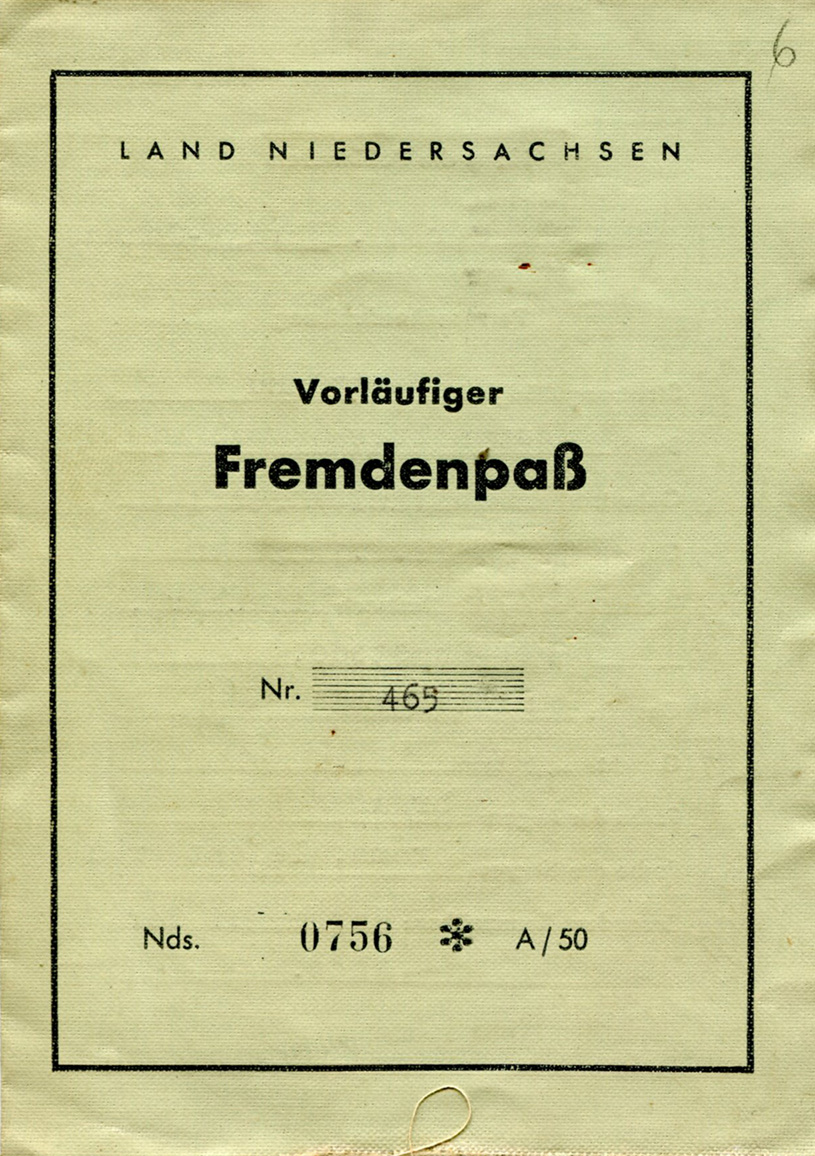 6
LAND NIEDERSACHSEN
Vorläufiger
Fremdenpaß
Nr. 465
Nds. 0756 * A/50